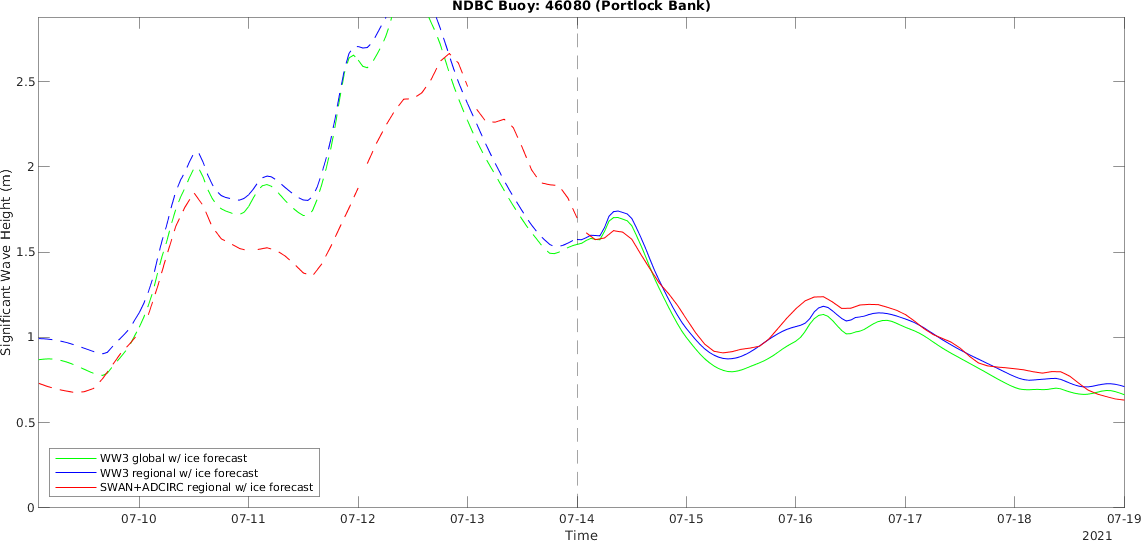 NDBC Buoy: 46080 (Portlock Bank)
Significant Wave Height (m)
2.5
2
1.5
1
0.5
0
WW3 global w/ ice forecast
WW3 regional w/ ice forecast
SWAN+ADCIRC regional w/ ice forecast
07-10
07-11
07-12
07-13
07-14
07-15
07-16
07-17
07-18
07-19
Time
2021